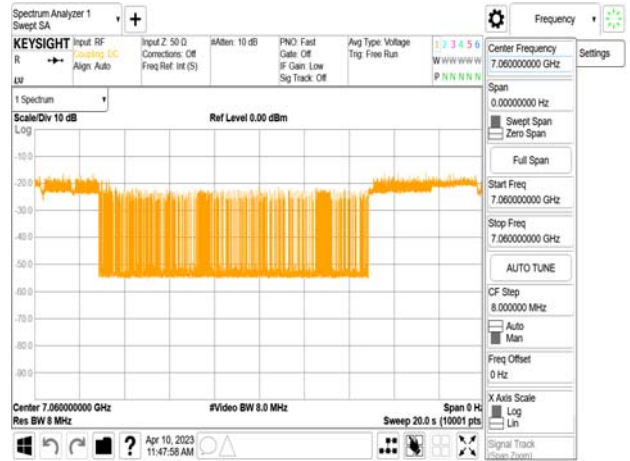 Spectrum Analyzer 1
Swept SA
Frequency
KEYSIGHT
Input: RF
Coupling: DC
Align: Auto
Input Z: 50 Ω
Corrections: Off
Freq Ref: Int (S)
#Atten: 10 dB
PNO: Fast
Gate: Off
IF Gain: Low
Sig Track: Off
Avg Type: Voltage
Trig: Free Run
1 2 3 4 5 6
W W W W W W
P N N N N N
R
LXI
Settings
1 Spectrum
Scale/Div 10 dB
Ref Level 0.00 dBm
Log
-10.0
-20.0
-30.0
-40.0
-50.0
-60.0
-70.0
-80.0
-90.0
Center 7.060000000 GHz
#Video BW 8.0 MHz
Span 0 Hz
Res BW 8 MHz
Sweep 20.0 s (10001 pts
Center Frequency
7.060000000 GHz
Span
0.00000000 Hz
Swept Span
Zero Span
Full Span
Start Freq
7.060000000 GHz
Stop Freq
7.060000000 GHz
AUTO TUNE
CF Step
8.000000 MHz
Auto
Man
Freq Offset
0 Hz
X Axis Scale
Log
Lin
Signal Track
(Span Zoom)
?
Apr 10, 2023
11:47:58 AM